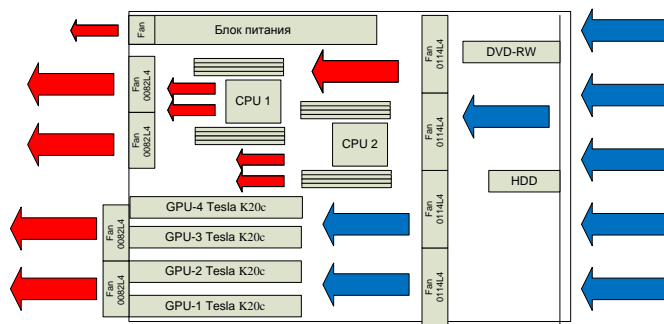 Fan
Блок питания
Fan
0114L4
DVD-RW
Fan
0082L4
CPU 1
Fan
0114L4
Fan
0082L4
CPU 2
Fan
0114L4
HDD
GPU-4 Tesla K20c
Fan
0082L4
GPU-3 Tesla K20c
GPU-2 Tesla K20c
Fan
0082L4
Fan
0114L4
GPU-1 Tesla K20c